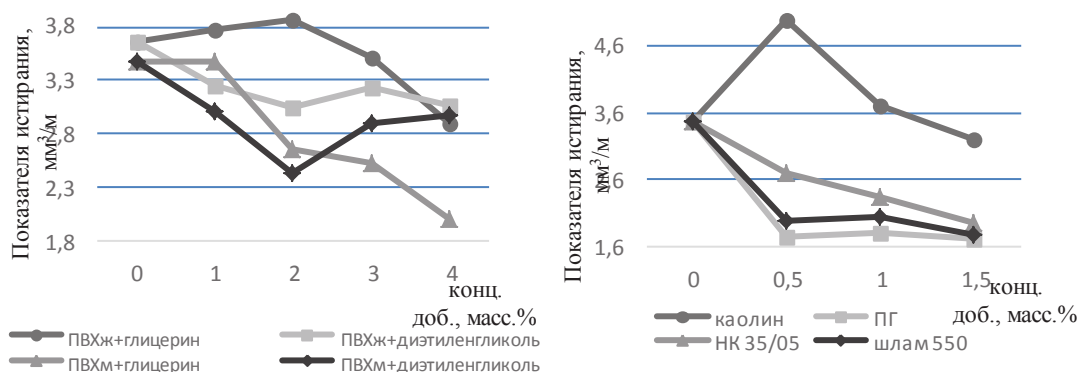 Показателя истирания,
мм³/м
3,8
3,3
2,8
2,3
1,8
0 1 2 3 4
конц.
доб., масс.%
ПВХж+глицерин ПВХж+диэтиленгликоль
ПВХм+глицерин ПВХм+диэтиленгликоль
Показателя истирания,
мм³/м
4,6
3,6
2,6
1,6
0 0,5 1 1,5
конц.
доб., масс.%
каолин ПГ
НК 35/05 шлам 550